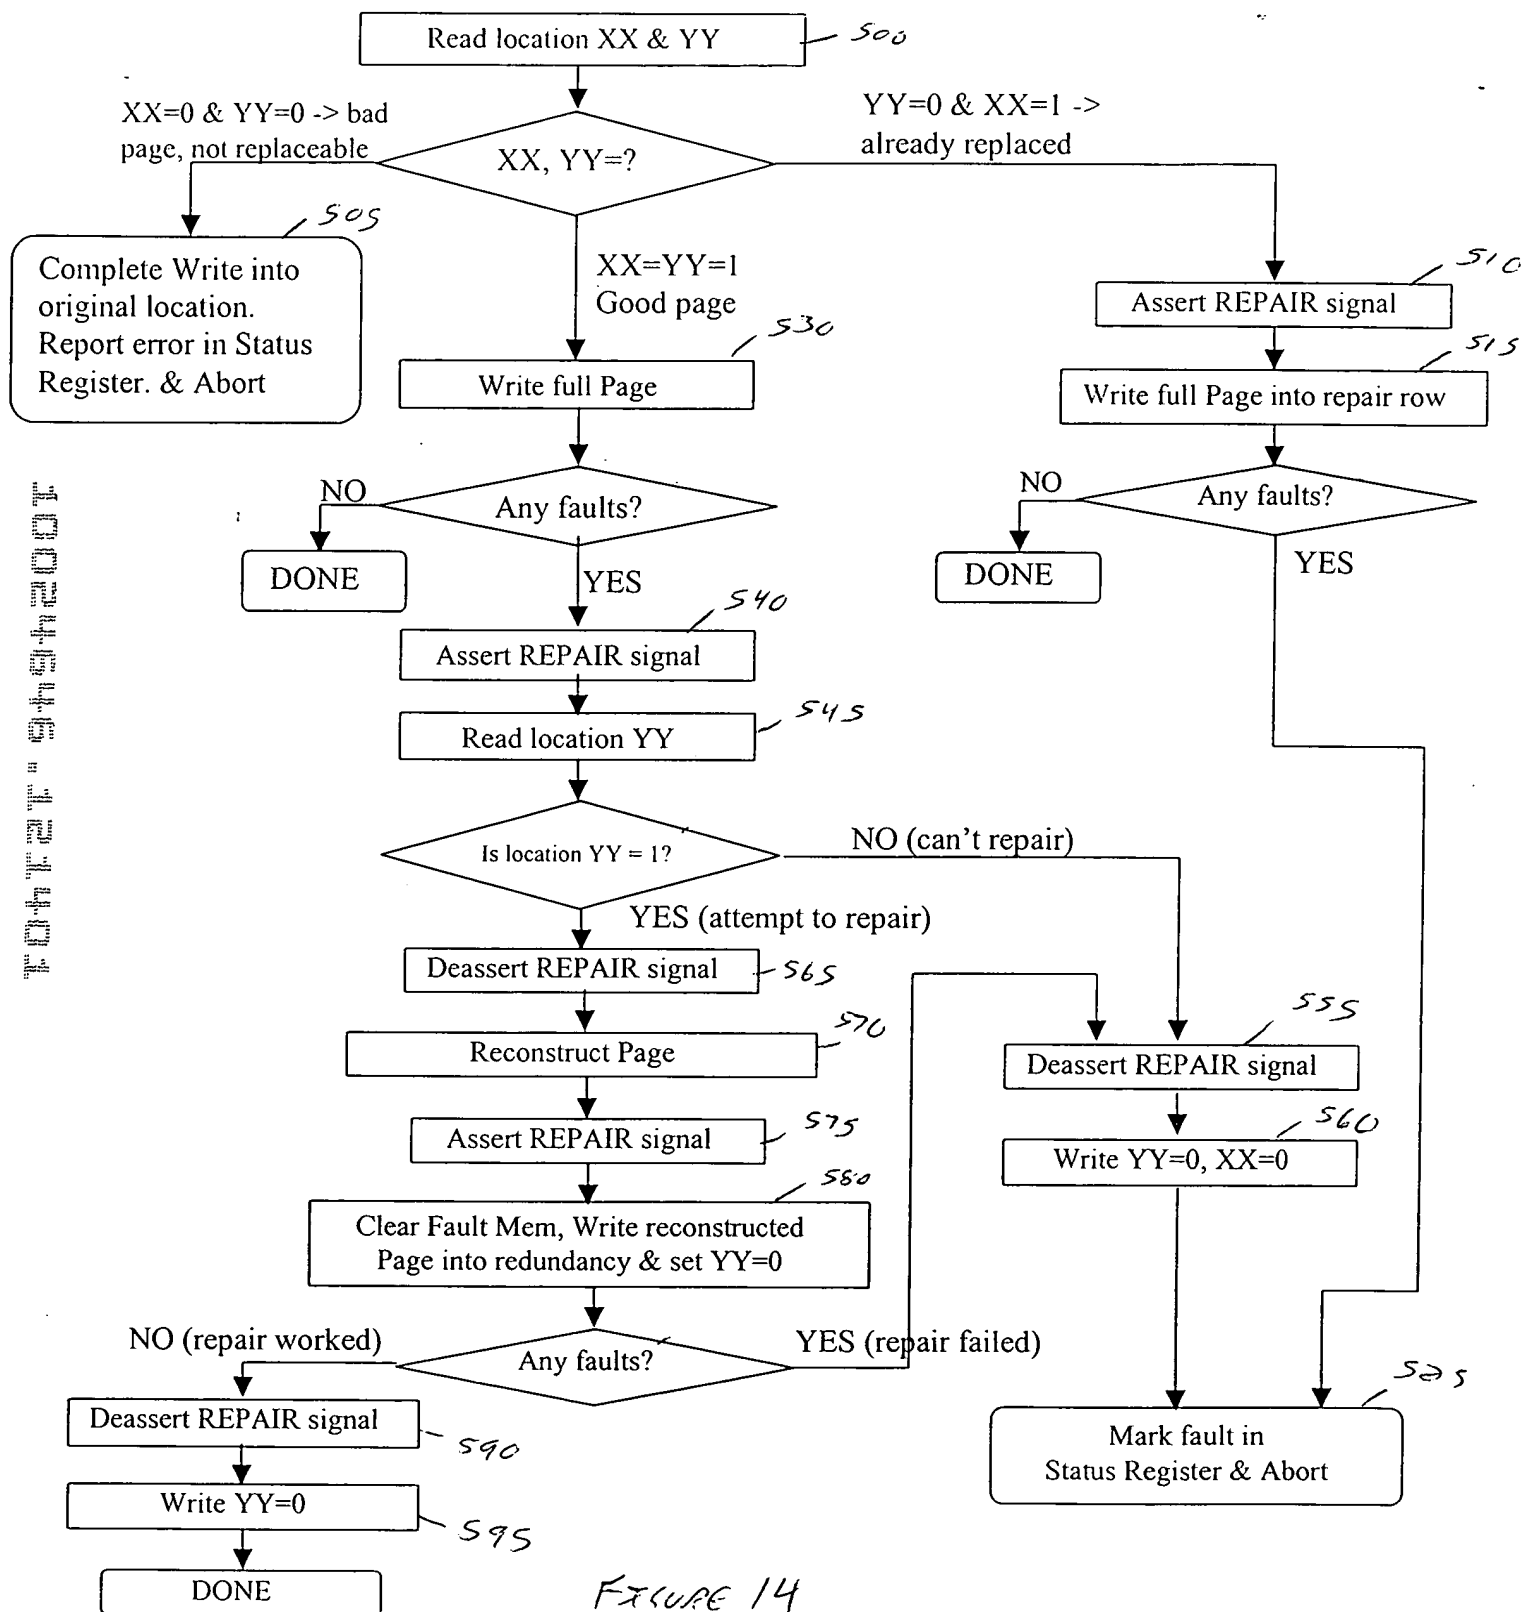 Read location XX & YY
500
XX=0 & YY=0 -> bad
page, not replaceable
XX, YY=?
YY=0 & XX=1 ->
already replaced
505
Complete Write into
original location.
Report error in Status
Register. & Abort
XX=YY=1
Good page
530
Write full Page
510
Assert REPAIR signal
515
Write full Page into repair row
NO
Any faults?
DONE
YES
NO
Any faults?
DONE
YES
540
Assert REPAIR signal
545
Read location YY
Is location YY = 1?
NO (can't repair)
YES (attempt to repair)
Deassert REPAIR signal
565
570
Reconstruct Page
575
Assert REPAIR signal
580
Clear Fault Mem, Write reconstructed
Page into redundancy & set YY=0
555
Deassert REPAIR signal
560
Write YY=0, XX=0
NO (repair worked)
Any faults?
YES (repair failed)
Deassert REPAIR signal
590
Write YY=0
595
DONE
525
Mark fault in
Status Register & Abort
10024646.121401
FIGURE 14